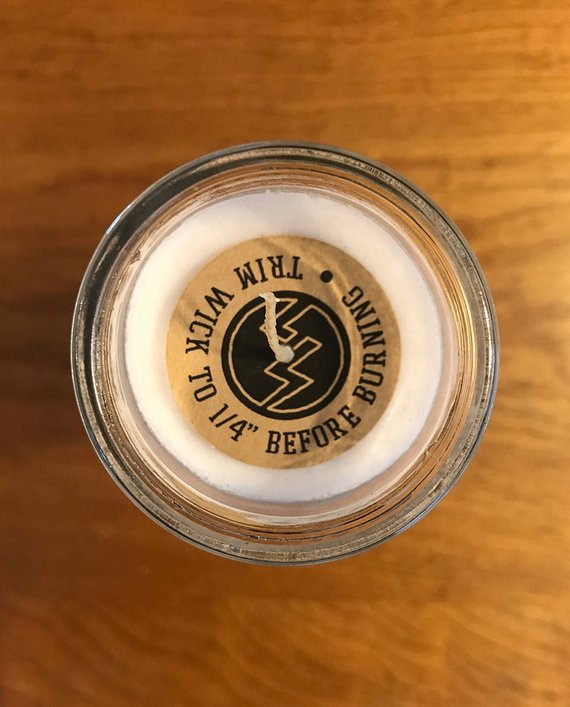 TRIM WICK TO 1/4" BEFORE BURNING •